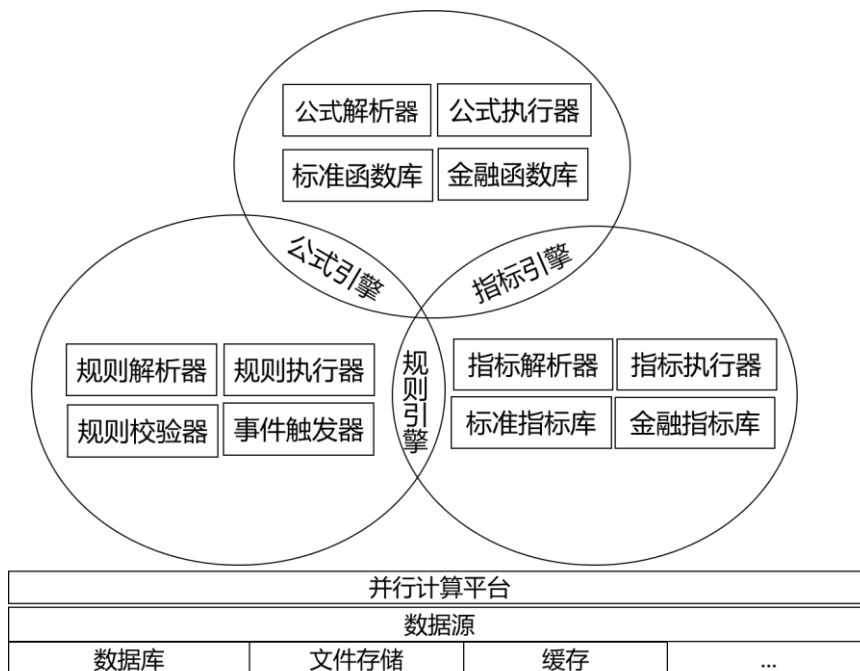 公式解析器 公式执行器
标准函数库 金融函数库
公式引擎 指标引擎
规则引擎
规则解析器 规则执行器
规则校验器 事件触发器
指标解析器 指标执行器
标准指标库 金融指标库
并行计算平台
数据源
数据库 文件存储 缓存 ...